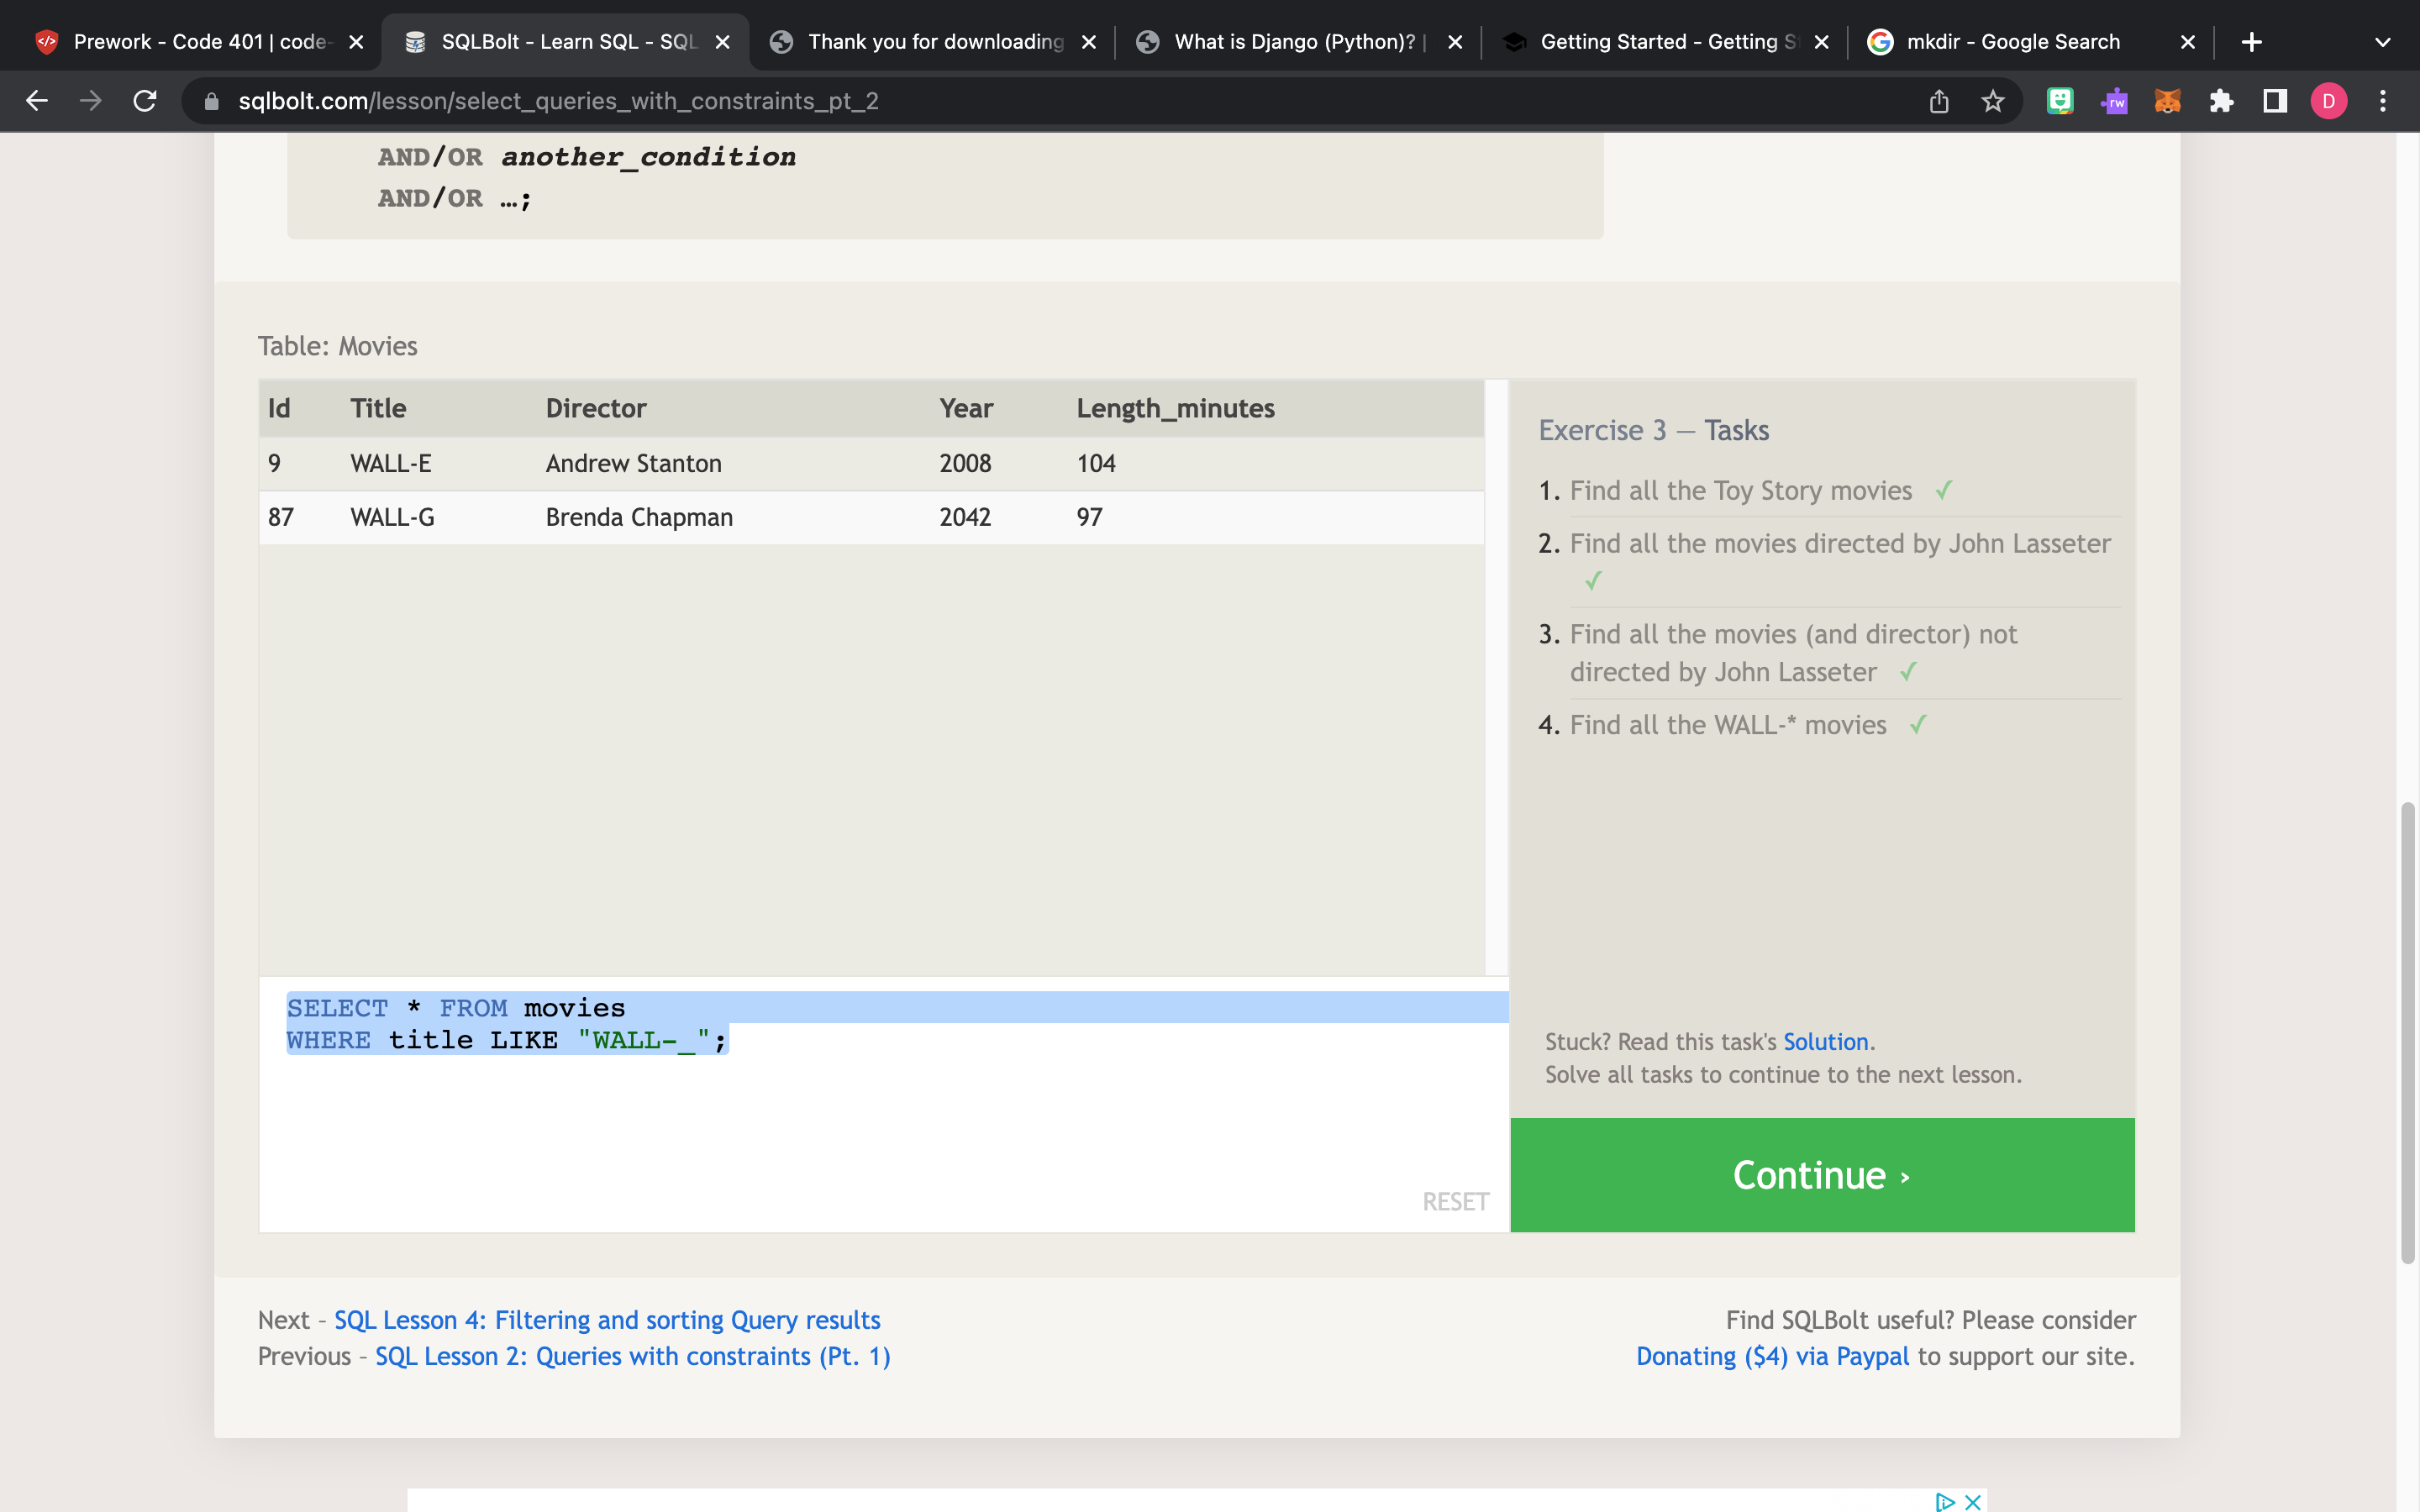 Prework - Code 401 | code-
SQLBolt - Learn SQL - SQL
Thank you for downloading
What is Django (Python)? |
Getting Started - Getting S
mkdir - Google Search
sqlbolt.com/lesson/select_queries_with_constraints_pt_2
rw
D
AND/OR another_condition
AND/OR …;
Table: Movies
Id Title Director Year Length_minutes
9 WALL-E Andrew Stanton 2008 104
87 WALL-G Brenda Chapman 2042 97
SELECT * FROM movies
WHERE title LIKE "WALL-_";
RESET
Exercise 3 — Tasks
1. Find all the Toy Story movies ✓
2. Find all the movies directed by John Lasseter
✓
3. Find all the movies (and director) not
directed by John Lasseter ✓
4. Find all the WALL-* movies ✓
Stuck? Read this task's Solution.
Solve all tasks to continue to the next lesson.
Continue ›
Next – SQL Lesson 4: Filtering and sorting Query results
Previous – SQL Lesson 2: Queries with constraints (Pt. 1)
Find SQLBolt useful? Please consider
Donating ($4) via Paypal to support our site.